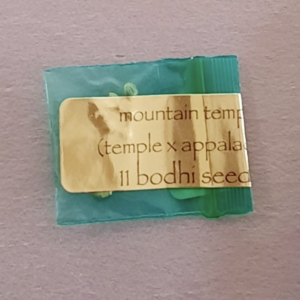 mountain temp
(temple x appala
11 bodhi seed